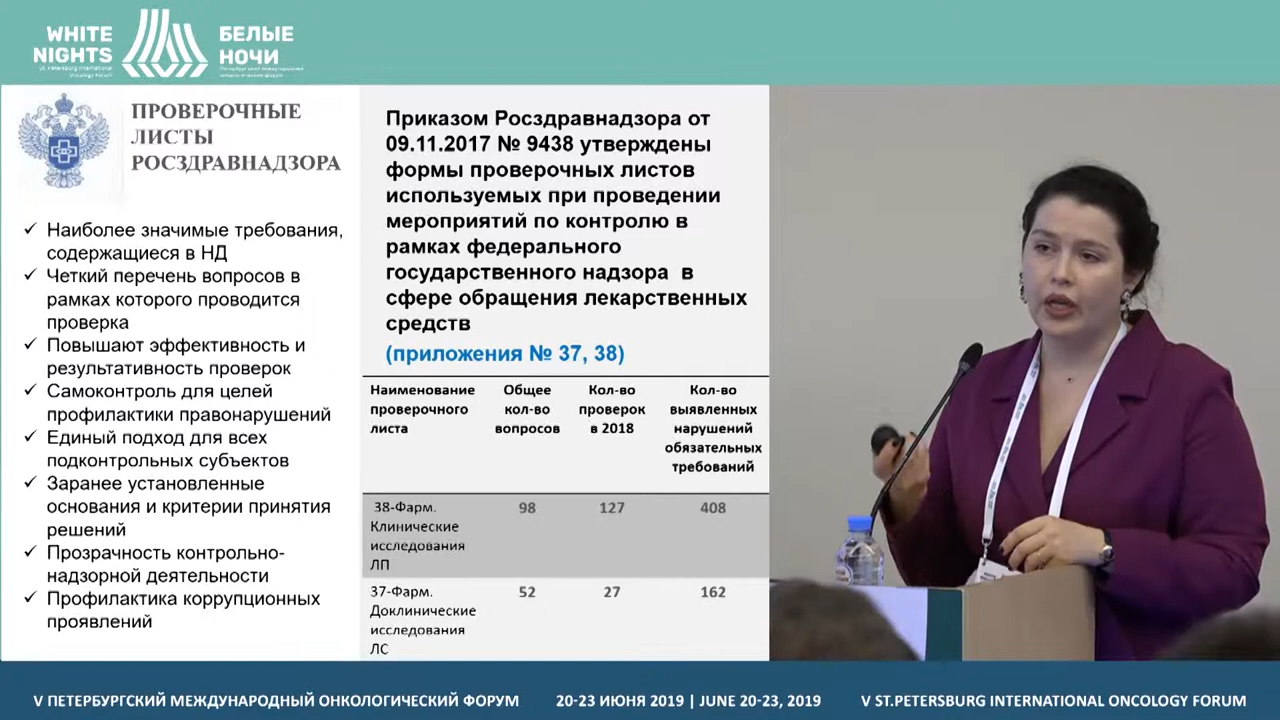 WHITE
NIGHTS
St. Petersburg International
Oncology Forum
БЕЛЫЕ
НОЧИ
ПРОВЕРОЧНЫЕ
ЛИСТЫ
РОСЗДРАВНАДЗОРА
✓ Наиболее значимые требования,
содержащиеся в НД
✓ Четкий перечень вопросов в
рамках которого проводится
проверка
✓ Повышают эффективность и
результативность проверок
✓ Самоконтроль для целей
профилактики правонарушений
✓ Единый подход для всех
подконтрольных субъектов
✓ Заранее установленные
основания и критерии принятия
решений
✓ Прозрачность контрольно-
надзорной деятельности
✓ Профилактика коррупционных
проявлений
Приказом Росздравнадзора от
09.11.2017 № 9438 утверждены
формы проверочных листов
используемых при проведении
мероприятий по контролю в
рамках федерального
государственного надзора в
сфере обращения лекарственных
средств
(приложения № 37, 38)
Наименование
проверочного
листа
Общее
кол-во
вопросов
Кол-во
проверок
в 2018
Кол-во
выявленных
нарушений
обязательных
требований
38-Фарм.
Клинические
исследования
ЛП
98
127
408
37-Фарм.
Доклинические
исследования
ЛС
52
27
162
V ПЕТЕРБУРГСКИЙ МЕЖДУНАРОДНЫЙ ОНКОЛОГИЧЕСКИЙ ФОРУМ
20-23 ИЮНЯ 2019 | JUNE 20-23, 2019
V ST.PETERSBURG INTERNATIONAL ONCOLOGY FORUM